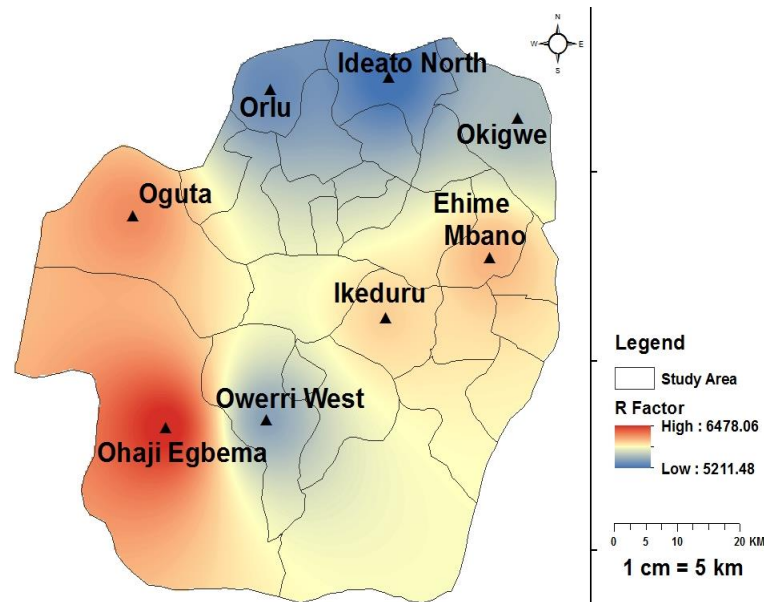 N
W
E
S
Ideato North
Orlu
Okigwe
Oguta
Ehime
Mbano
Ikeduru
Owerri West
Ohaji Egbema
Legend
Study Area
R Factor
High : 6478.06
Low : 5211.48
0 5 10 20 KM
1 cm = 5 km